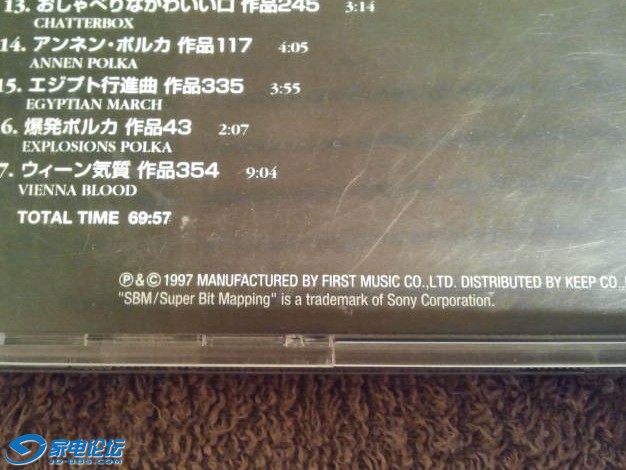 13. おしゃべりなかわいい口 作品245 3:14
CHATTERBOX
14. アンネン・ポルカ 作品117 4:05
ANNEN POLKA
15. エジプト行進曲 作品335 3:55
EGYPTIAN MARCH
6. 爆発ポルカ 作品43 2:07
EXPLOSIONS POLKA
7. ウィーン気質 作品354 9:04
VIENNA BLOOD
TOTAL TIME 69:57
Ⓟ&© 1997 MANUFACTURED BY FIRST MUSIC CO.,LTD. DISTRIBUTED BY KEEP CO.,
"SBM/Super Bit Mapping" is a trademark of Sony Corporation.
家电论坛
JD-BBS.COM